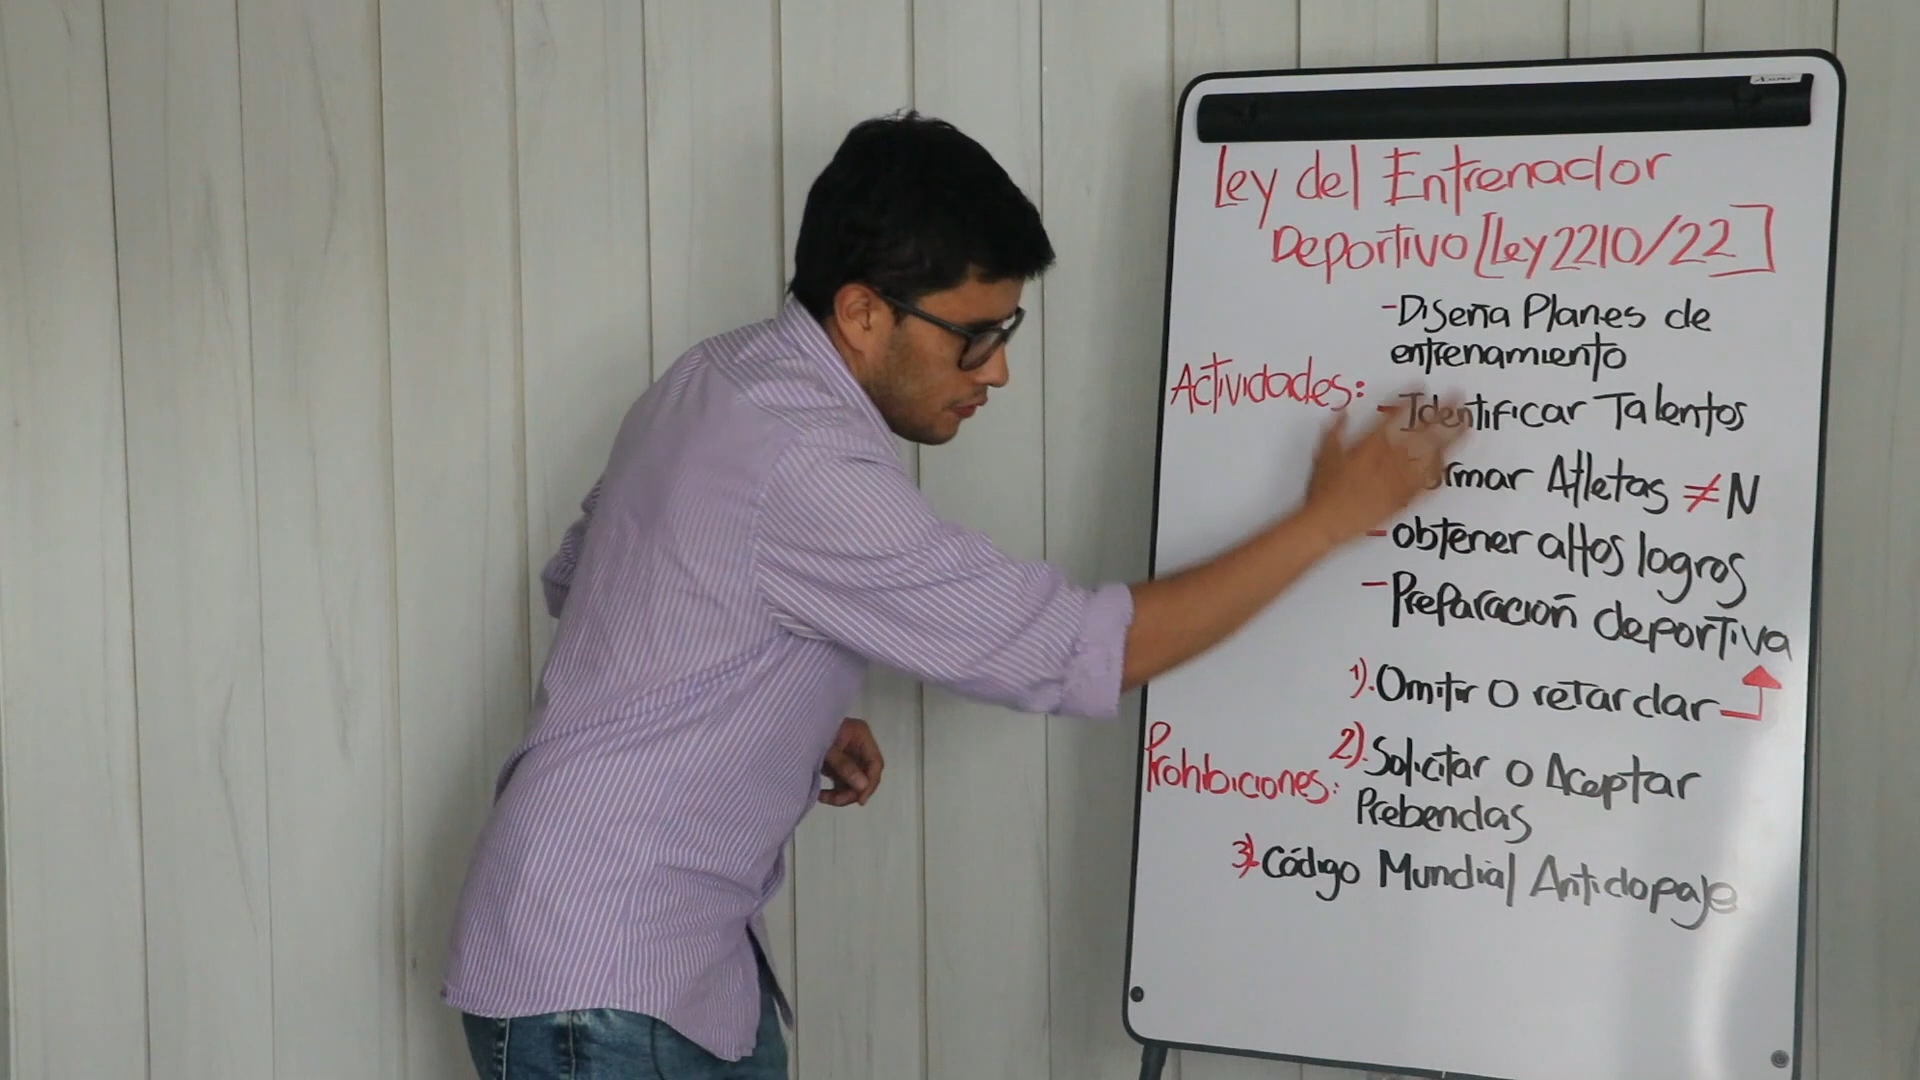 Ley del Entrenador
Deportivo [Ley 2210/22]
-Diseña Planes de
entrenamiento
Actividades:
-Identificar Talentos
Atletas ≠ N
-obtener altos logros
-Preparación deportiva
1).Omitir o retardar
Prohibiciones:
2).Solicitar o Aceptar
Prebendas
3).Código Mundial Antidopaje